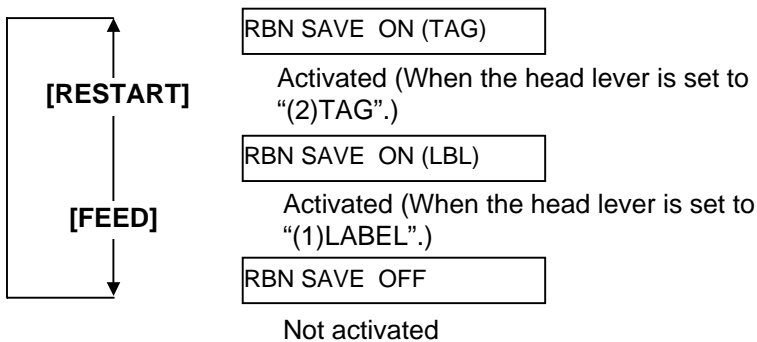 RBN SAVE ON (TAG)
Activated (When the head lever is set to
“(2)TAG”.)
[RESTART]
RBN SAVE ON (LBL)
Activated (When the head lever is set to
“(1)LABEL”.)
[FEED]
RBN SAVE OFF
Not activated